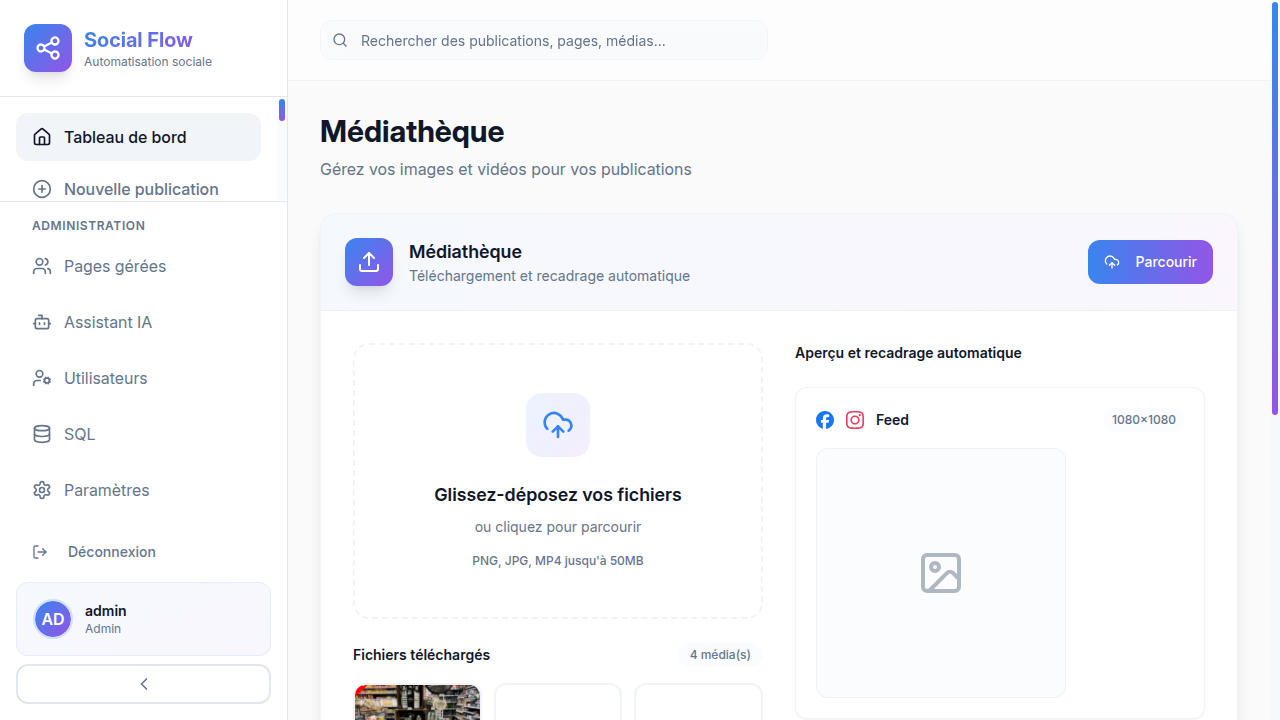 Social Flow
Automatisation sociale
Tableau de bord
Nouvelle publication
ADMINISTRATION
Pages gérées
Assistant IA
Utilisateurs
SQL
Paramètres
Déconnexion
AD
admin
Admin
Rechercher des publications, pages, médias...
Médiathèque
Gérez vos images et vidéos pour vos publications
Médiathèque
Téléchargement et recadrage automatique
Parcourir
Glissez-déposez vos fichiers
ou cliquez pour parcourir
PNG, JPG, MP4 jusqu'à 50MB
Fichiers téléchargés
4 média(s)
Aperçu et recadrage automatique
Feed
1080×1080